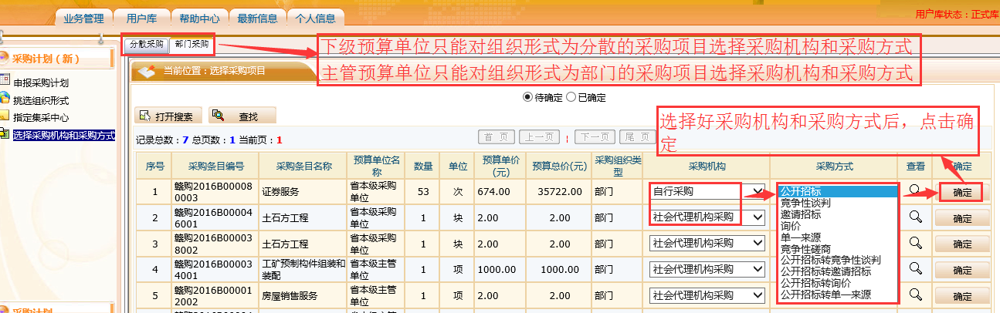 业务管理 用户库 帮助中心 最新信息 个人信息
用户库状态：正式库
分散采购 部门采购
下级预算单位只能对组织形式为分散的采购项目选择采购机构和采购方式
主管预算单位只能对组织形式为部门的采购项目选择采购机构和采购方式
采购计划（新）
申报采购计划
挑选组织形式
指定集采中心
选择采购机构和采购方式
当前位置：选择采购项目
待确定 已确定
打开搜索 查找
选择好采购机构和采购方式后，点击确
定
记录总数：7 总页数：1 当前页：1
首 页 上一页 ¦ 下一页 尾 页
序号 采购条目编号 采购条目名称 预算单位名称 数量 单位 预算单价(元) 预算总价(元) 采购组织类型 采购机构 采购方式 查看 确定
1 赣购2016B000080003 证券服务 省本级采购单位 53 次 674.00 35722.00 部门 自行采购 确定
2 赣购2016B000046001 土石方工程 省本级采购单位 1 块 2.00 2.00 部门 社会代理机构采购 确定
3 赣购2016B000038002 土石方工程 省本级采购单位 1 块 2.00 2.00 部门 社会代理机构采购 确定
4 赣购2016B000034001 工矿预制构件组装和装配 省本级主管单位 1 项 1000.00 1000.00 部门 社会代理机构采购 确定
5 赣购2016B000012002 房屋销售服务 省本级主管单位 1 项 2.00 2.00 部门 社会代理机构采购 确定
公开招标
竞争性谈判
邀请招标
询价
单一来源
竞争性磋商
公开招标转竞争性谈判
公开招标转邀请招标
公开招标转询价
公开招标转单一来源